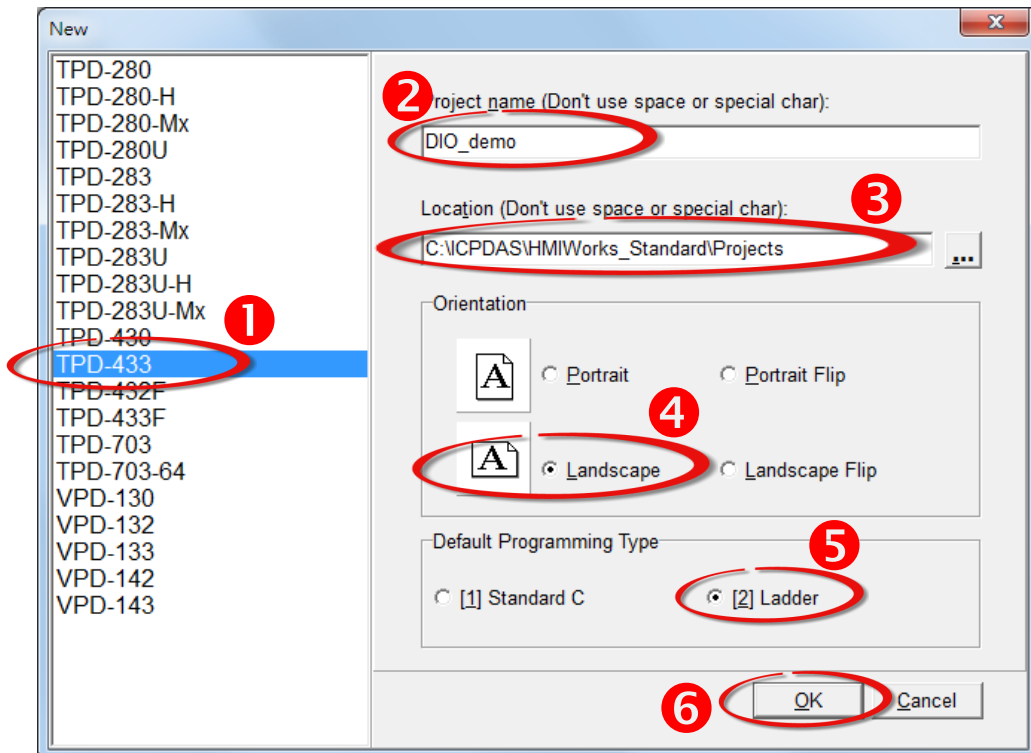 New
TPD-280
TPD-280-H
TPD-280-Mx
TPD-280U
TPD-283
TPD-283-H
TPD-283-Mx
TPD-283U
TPD-283U-H
TPD-283U-Mx
TPD-430
TPD-433
TPD-432F
TPD-433F
TPD-703
TPD-703-64
VPD-130
VPD-132
VPD-133
VPD-142
VPD-143
1
2
Project name (Don't use space or special char):
DIO_demo
3
Location (Don't use space or special char):
C:\ICPDAS\HMIWorks_Standard\Projects
...
Orientation
A
Portrait
Portrait Flip
4
A
Landscape
Landscape Flip
Default Programming Type
5
[1] Standard C
[2] Ladder
6
OK
Cancel